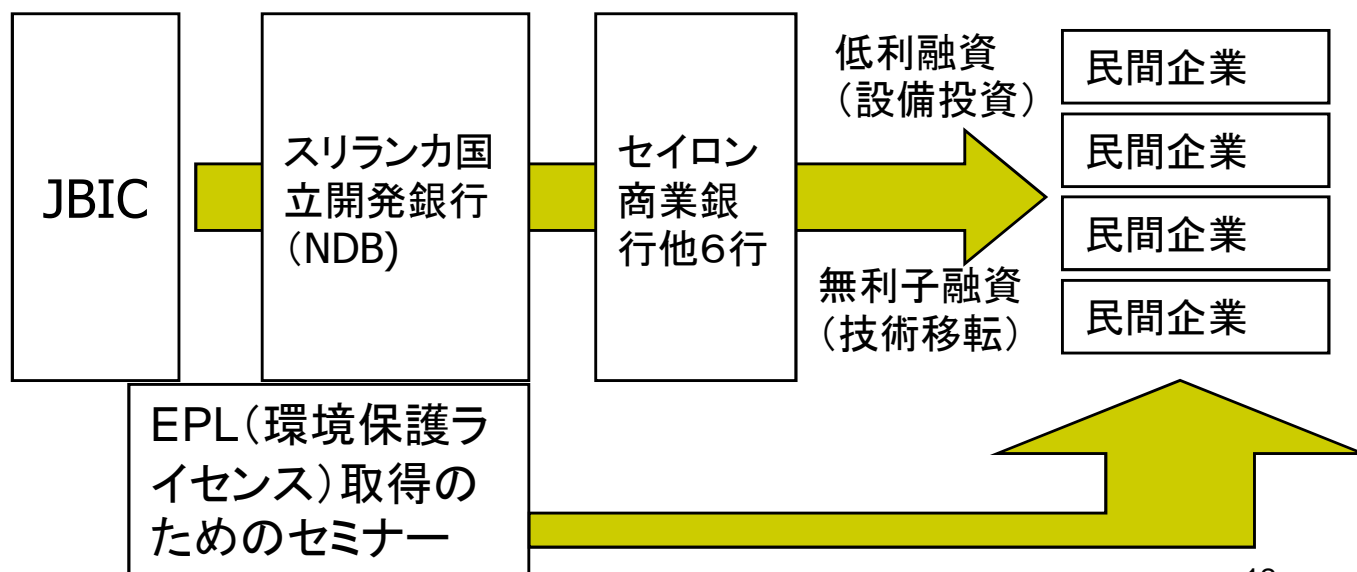 JBIC
スリランカ国
立開発銀行
(NDB)
セイロン
商業銀
行他6行
低利融資
（設備投資）
無利子融資
（技術移転）
民間企業
民間企業
民間企業
民間企業
EPL（環境保護ラ
イセンス）取得の
ためのセミナー